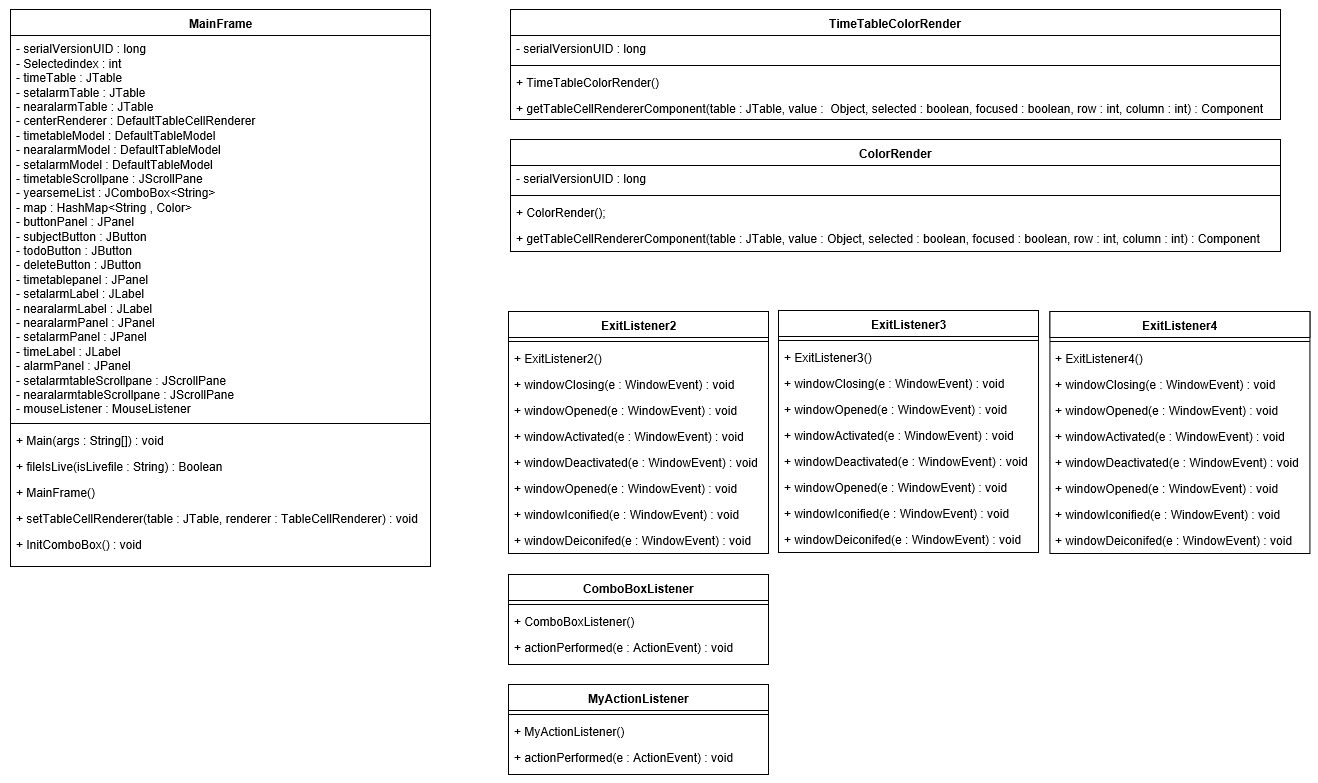 MainFrame
- serialVersionUID : long
- Selectedindex : int
- timeTable : JTable
- setalarmTable : JTable
- nearalarmTable : JTable
- centerRenderer : DefaultTableCellRenderer
- timetableModel : DefaultTableModel
- nearalarmModel : DefaultTableModel
- setalarmModel : DefaultTableModel
- timetableScrollpane : JScrollPane
- yearsemeList : JComboBox<String>
- map : HashMap<String , Color>
- buttonPanel : JPanel
- subjectButton : JButton
- todoButton : JButton
- deleteButton : JButton
- timetablepanel : JPanel
- setalarmLabel : JLabel
- nearalarmLabel : JLabel
- nearalarmPanel : JPanel
- setalarmPanel : JPanel
- timeLabel : JLabel
- alarmPanel : JPanel
- setalarmtableScrollpane : JScrollPane
- nearalarmtableScrollpane : JScrollPane
- mouseListener : MouseListener
+ Main(args : String[]) : void
+ fileIsLive(isLivefile : String) : Boolean
+ MainFrame()
+ setTableCellRenderer(table : JTable, renderer : TableCellRenderer) : void
+ InitComboBox() : void
TimeTableColorRender
- serialVersionUID : long
+ TimeTableColorRender()
+ getTableCellRendererComponent(table : JTable, value :  Object, selected : boolean, focused : boolean, row : int, column : int) : Component
ColorRender
- serialVersionUID : long
+ ColorRender();
+ getTableCellRendererComponent(table : JTable, value : Object, selected : boolean, focused : boolean, row : int, column : int) : Component
ExitListener2
+ ExitListener2()
+ windowClosing(e : WindowEvent) : void
+ windowOpened(e : WindowEvent) : void
+ windowActivated(e : WindowEvent) : void
+ windowDeactivated(e : WindowEvent) : void
+ windowOpened(e : WindowEvent) : void
+ windowIconified(e : WindowEvent) : void
+ windowDeiconifed(e : WindowEvent) : void
ExitListener3
+ ExitListener3()
+ windowClosing(e : WindowEvent) : void
+ windowOpened(e : WindowEvent) : void
+ windowActivated(e : WindowEvent) : void
+ windowDeactivated(e : WindowEvent) : void
+ windowOpened(e : WindowEvent) : void
+ windowIconified(e : WindowEvent) : void
+ windowDeiconifed(e : WindowEvent) : void
ExitListener4
+ ExitListener4()
+ windowClosing(e : WindowEvent) : void
+ windowOpened(e : WindowEvent) : void
+ windowActivated(e : WindowEvent) : void
+ windowDeactivated(e : WindowEvent) : void
+ windowOpened(e : WindowEvent) : void
+ windowIconified(e : WindowEvent) : void
+ windowDeiconifed(e : WindowEvent) : void
ComboBoxListener
+ ComboBoxListener()
+ actionPerformed(e : ActionEvent) : void
MyActionListener
+ MyActionListener()
+ actionPerformed(e : ActionEvent) : void